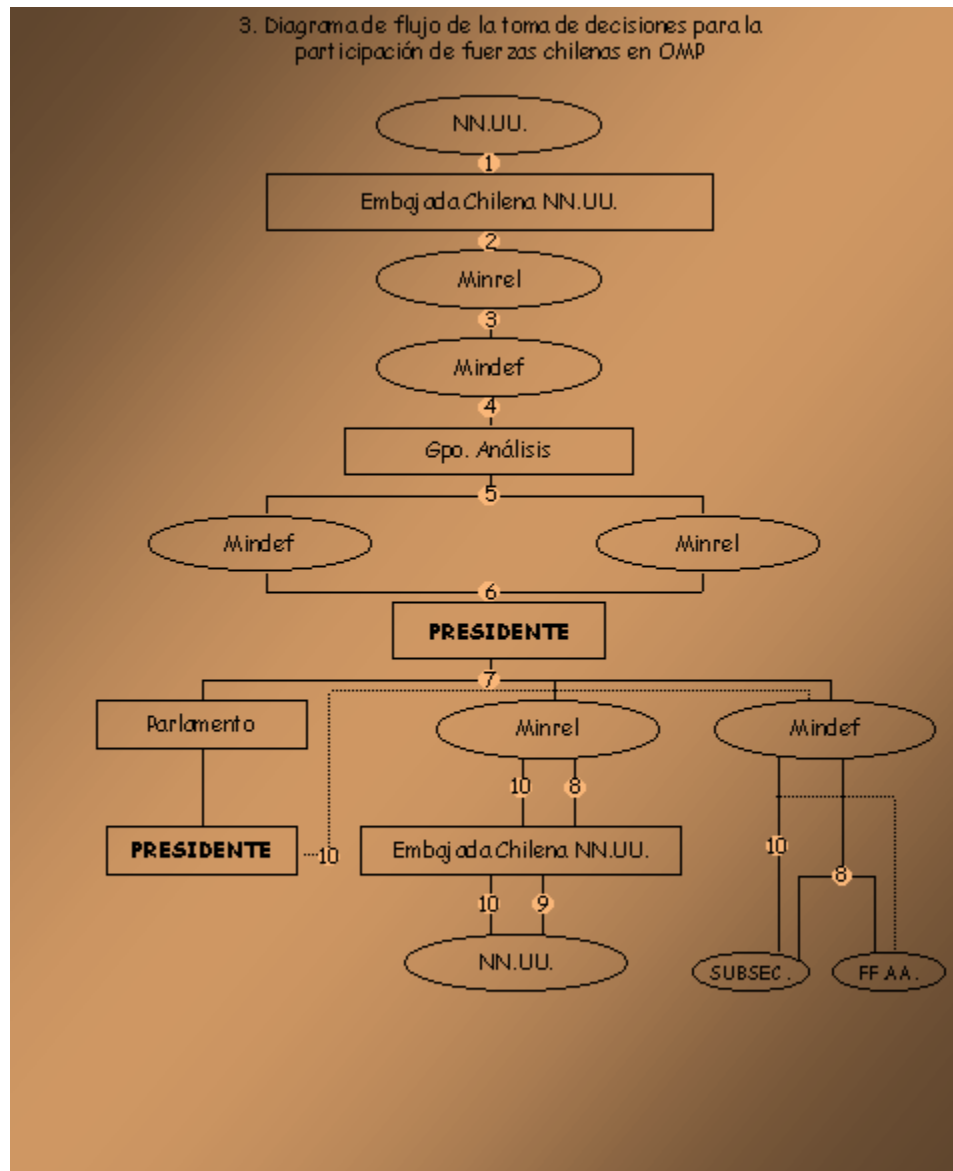 3. Diagrama de flujo de la toma de decisiones para la
participación de fuerzas chilenas en OMP
NN.UU.
1
Embajada Chilena NN.UU.
2
Minrel
3
Mindef
4
Gpo. Análisis
5
Mindef
Minrel
6
PRESIDENTE
7
Parlamento
Minrel
Mindef
10
8
10
8
PRESIDENTE
10
Embajada Chilena NN.UU.
10
9
NN.UU.
SUBSEC.
FF.AA.